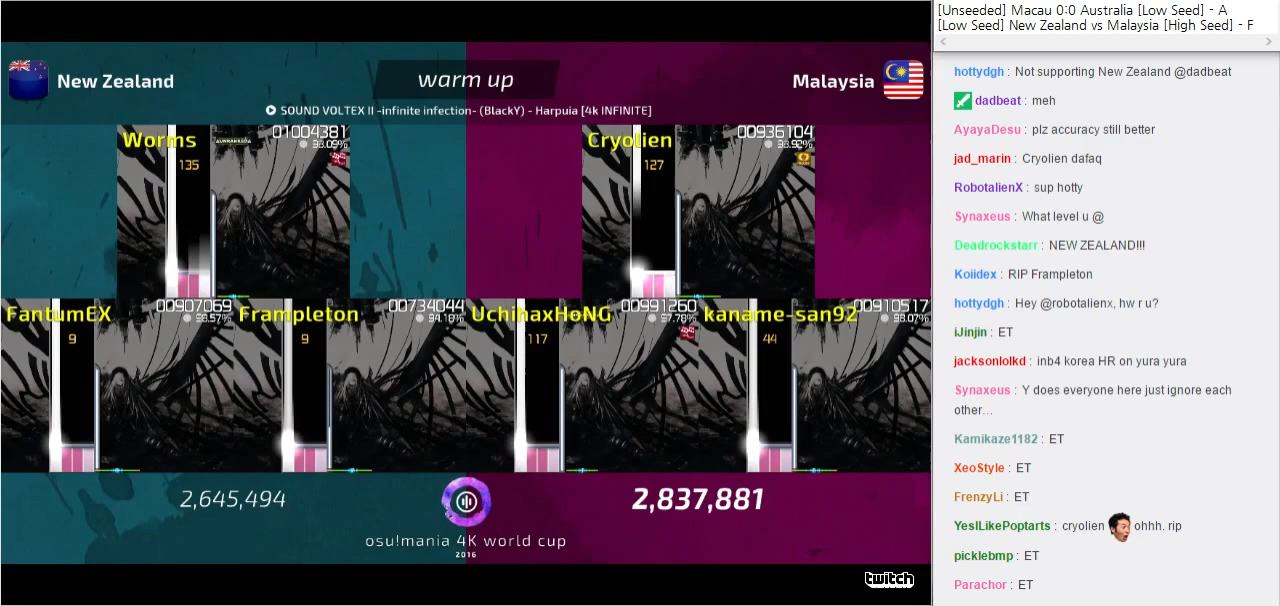 [Unseeded] Macau 0:0 Australia [Low Seed] - A
[Low Seed] New Zealand vs Malaysia [High Seed] - F
New Zealand
warm up
Malaysia
SOUND VOLTEX II -infinite infection- (BlackY) - Harpuia [4k INFINITE]
Worms
01004381
98.09%
135
Cryolien
00936104
98.92%
127
FantumEX
00907069
98.57%
9
Frampleton
00734044
94.18%
9
UchihaxHoNG
00991260
97.78%
117
kaname-san92
00910517
98.07%
44
2,645,494
2,837,881
osu!mania 4K world cup
2016
twitch
hottydgh : Not supporting New Zealand @dadbeat
dadbeat : meh
AyayaDesu : plz accuracy still better
jad_marin : Cryolien dafaq
RobotalienX : sup hotty
Synaxeus : What level u @
Deadrockstarr : NEW ZEALAND!!!
Koiidex : RIP Frampleton
hottydgh : Hey @robotalienx, hw r u?
iJinjin : ET
jacksonlolkd : inb4 korea HR on yura yura
Synaxeus : Y does everyone here just ignore each
other...
Kamikaze1182 : ET
XeoStyle : ET
FrenzyLi : ET
YesILikePoptarts : cryolien ohhh. rip
picklebmp : ET
Parachor : ET